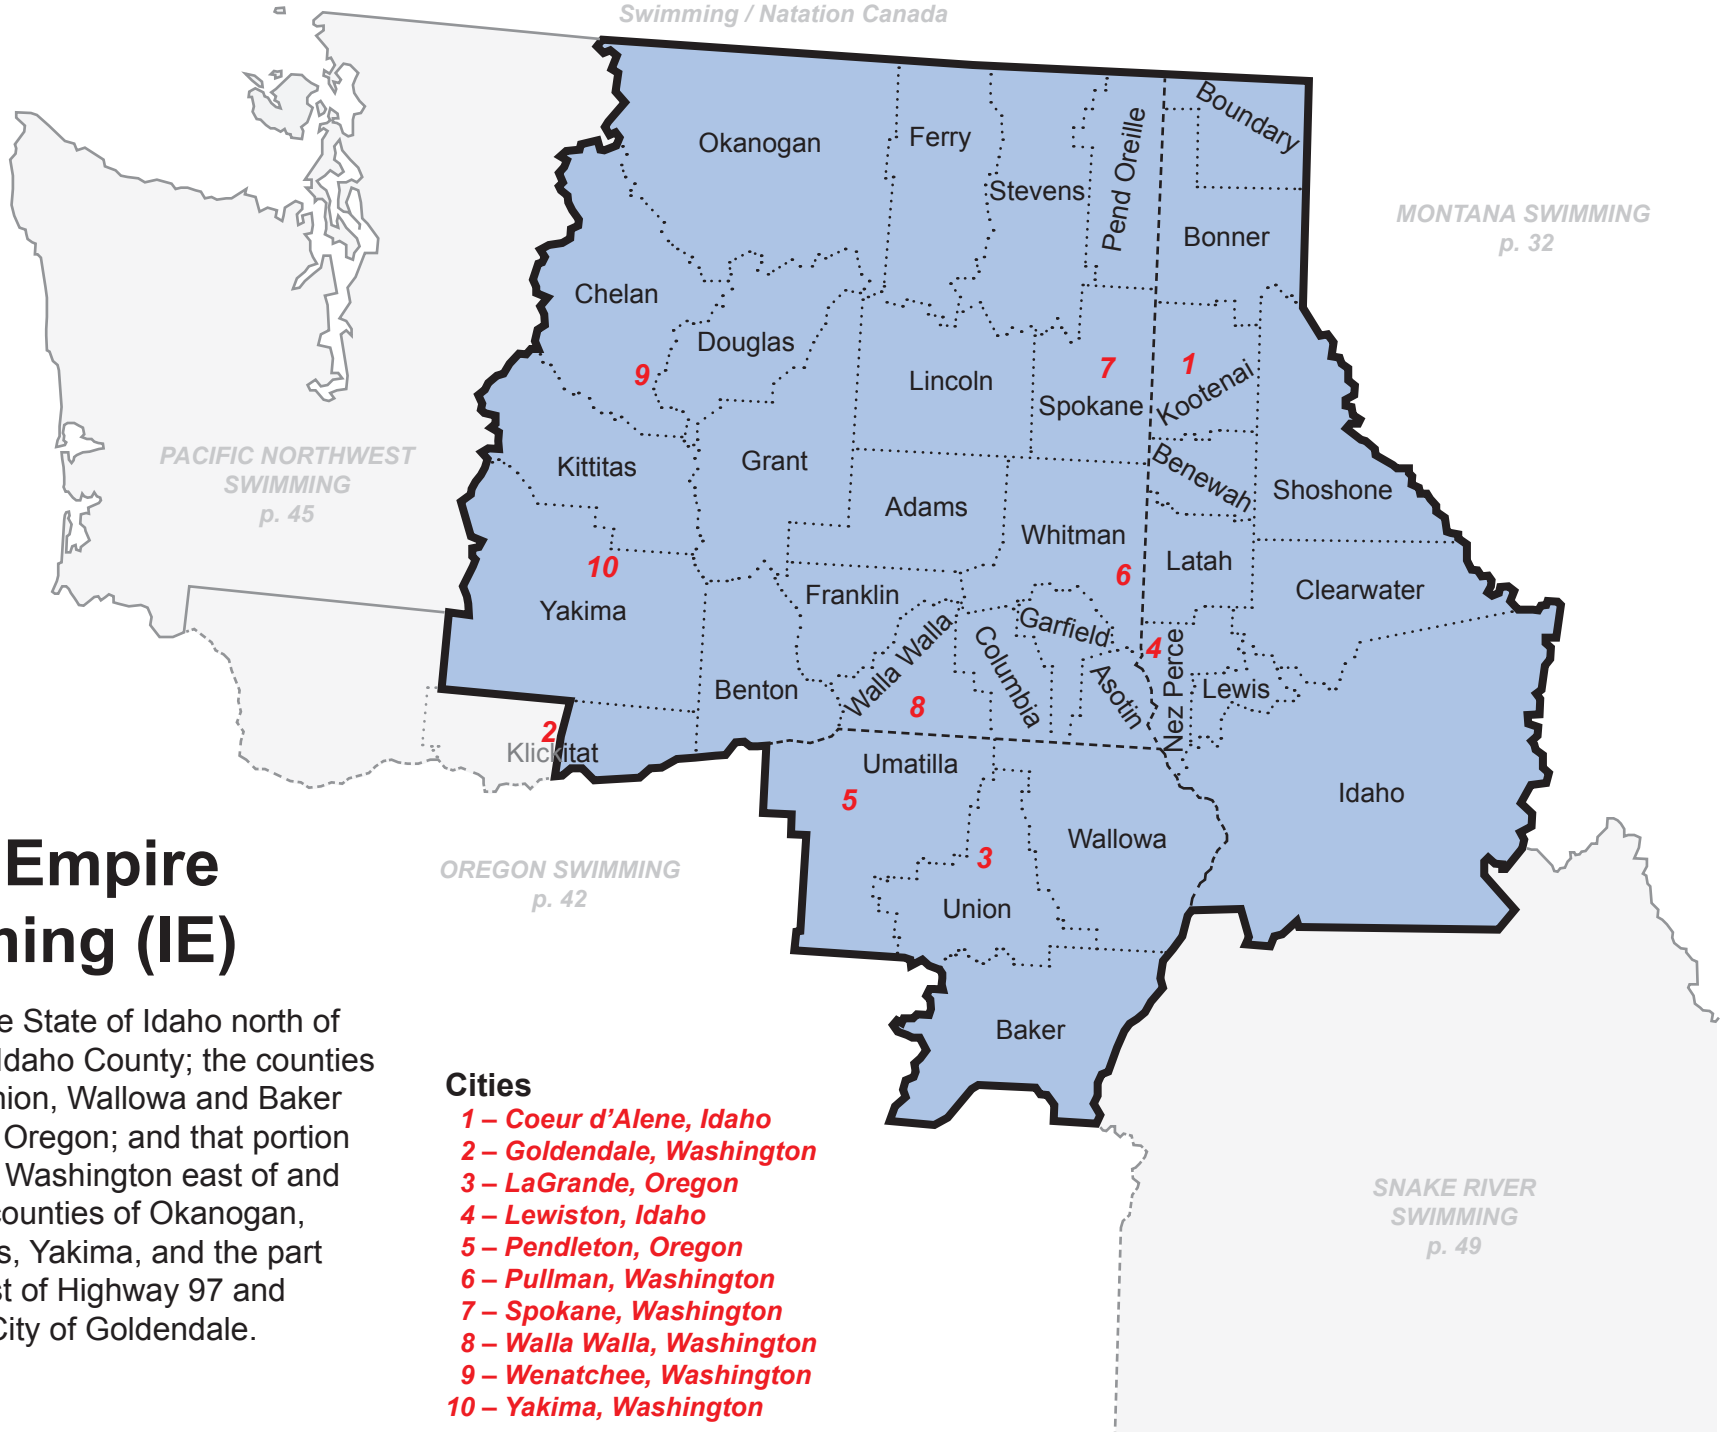 Swimming / Natation Canada
Okanogan
Ferry
Stevens
Pend Oreille
Boundary
Bonner
MONTANA SWIMMING
p. 32
Chelan
Douglas
Lincoln
9
7
1
Spokane
Kootenai
PACIFIC NORTHWEST
SWIMMING
p. 45
Kittitas
Grant
Benewah
Shoshone
Adams
Whitman
Latah
10
6
Yakima
Franklin
Clearwater
Walla Walla
Columbia
Garfield
4
Asotin
Nez Perce
Lewis
Benton
8
2
Klickitat
Umatilla
5
Idaho
Wallowa
3
Union
OREGON SWIMMING
p. 42
Baker
Empire
ing (IE)
e State of Idaho north of
Idaho County; the counties
nion, Wallowa and Baker
Oregon; and that portion
Washington east of and
counties of Okanogan,
s, Yakima, and the part
st of Highway 97 and
City of Goldendale.
Cities
1 – Coeur d’Alene, Idaho
2 – Goldendale, Washington
3 – LaGrande, Oregon
4 – Lewiston, Idaho
5 – Pendleton, Oregon
6 – Pullman, Washington
7 – Spokane, Washington
8 – Walla Walla, Washington
9 – Wenatchee, Washington
10 – Yakima, Washington
SNAKE RIVER
SWIMMING
p. 49